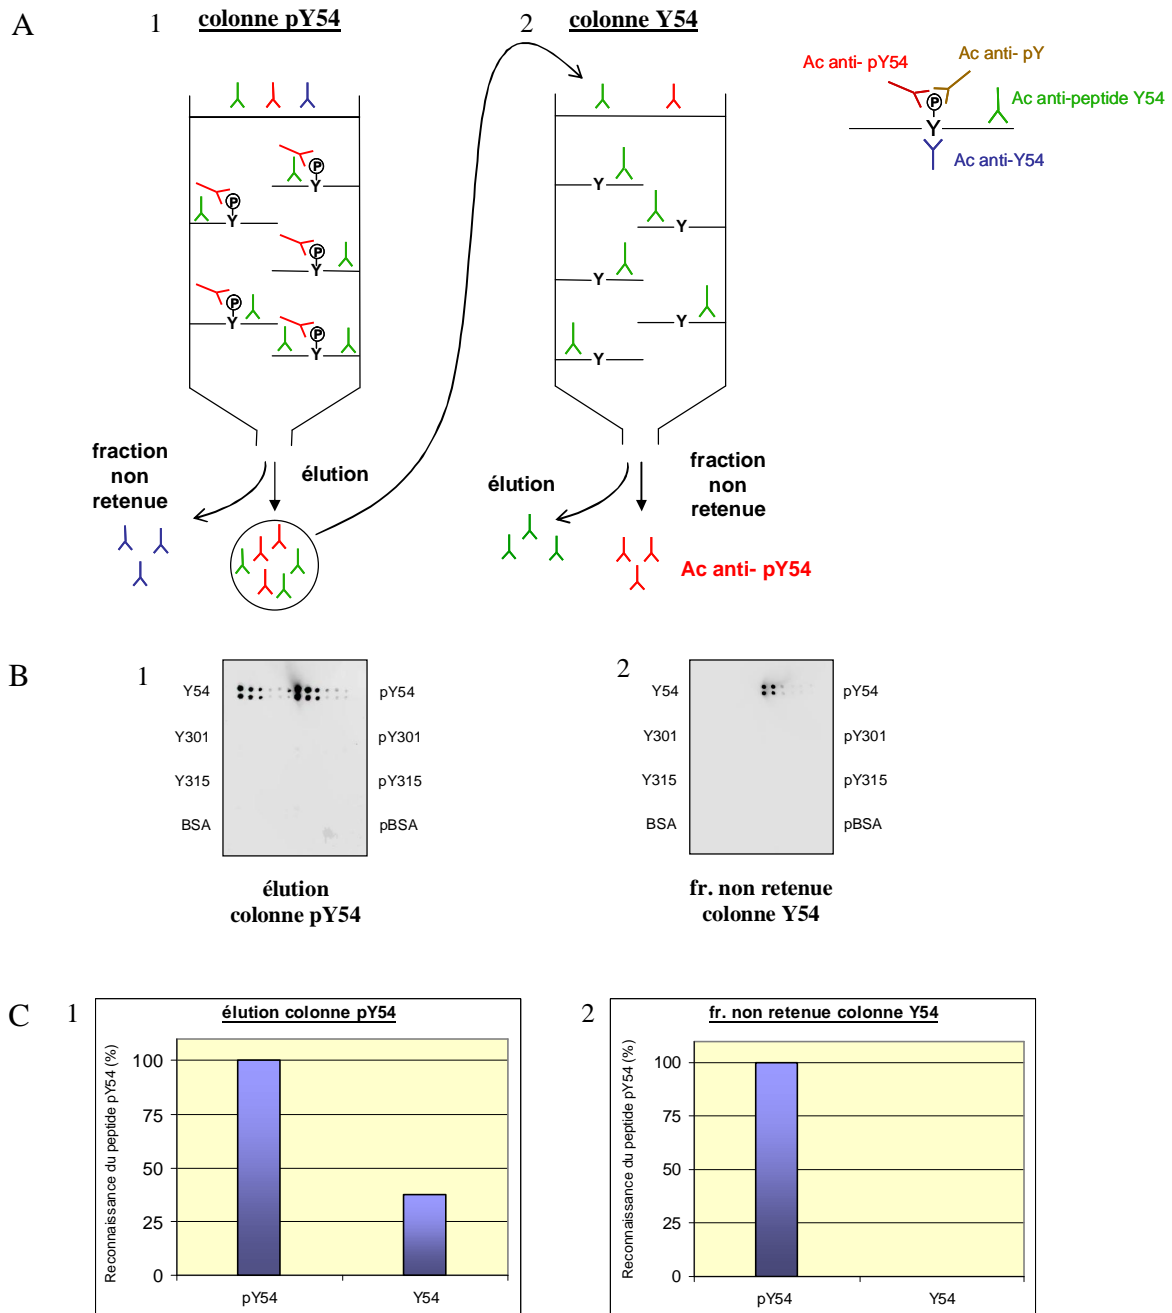 A
1
colonne pY54
2
colonne Y54
Ac anti- pY54
Ac anti- pY
Ac anti-peptide Y54
P
Y
Ac anti-Y54
P
Y
P
Y
P
Y
P
Y
P
Y
Y
Y
Y
Y
Y
fraction
non
retenue
élution
élution
fraction
non
retenue
Ac anti- pY54
B
1
Y54
pY54
Y301
pY301
Y315
pY315
BSA
pBSA
élution
colonne pY54
2
Y54
pY54
Y301
pY301
Y315
pY315
BSA
pBSA
fr. non retenue
colonne Y54
C
1
élution colonne pY54
Reconnaissance du peptide pY54 (%)
100
75
50
25
0
pY54
Y54
2
fr. non retenue colonne Y54
Reconnaissance du peptide pY54 (%)
100
75
50
25
0
pY54
Y54